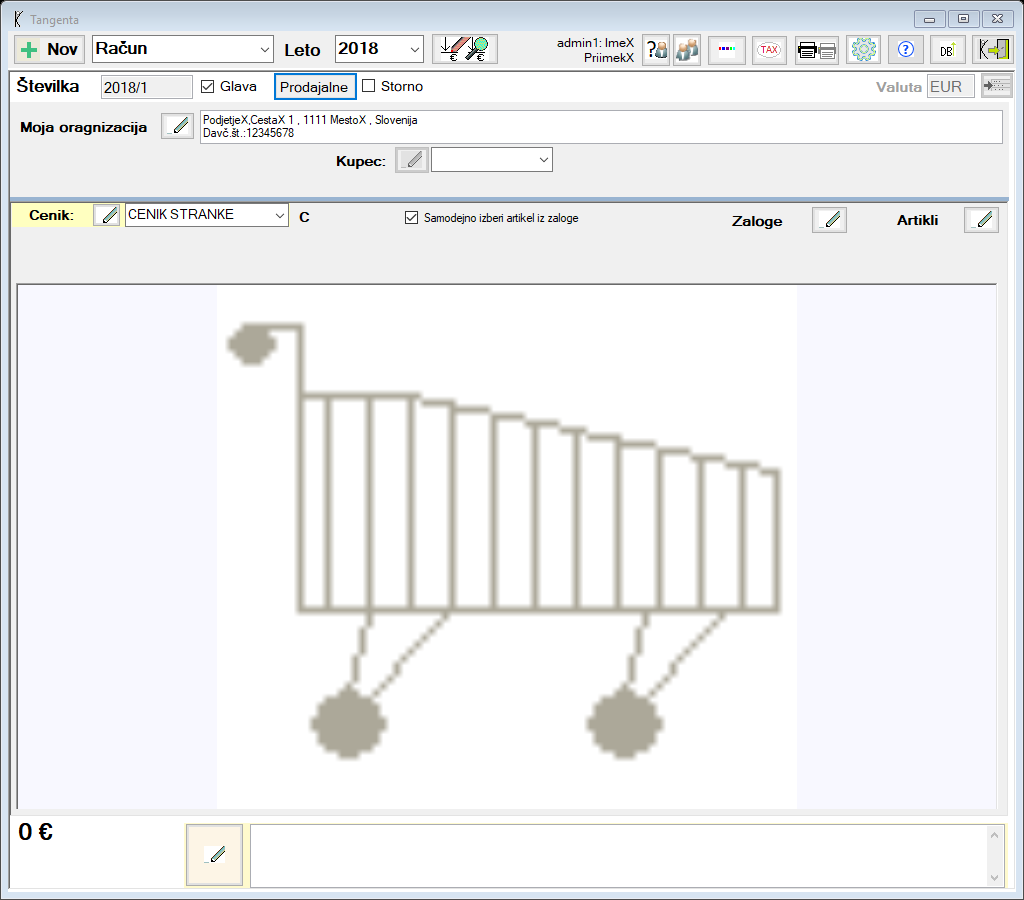 Tangenta
Nov Račun Leto 2018 admin1: ImeX PriimekX TAX DB
Številka 2018/1 Glava Prodajalne Storno Valuta EUR
Moja oragnizacija
PodjetjeX,CestaX 1 , 1111 MestoX , Slovenija
Davč.št.:12345678
Kupec:
Cenik: CENIK STRANKE C Samodejno izberi artikel iz zaloge Zaloge Artikli
0 €